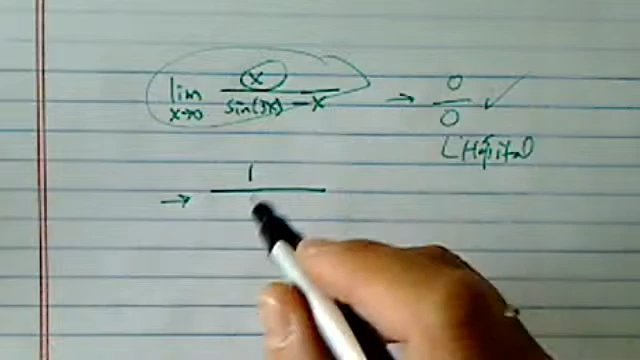 lim x→0 x / (sin(3x) - x) → 0/0 ✓
L'Hôpital
→ 1 /